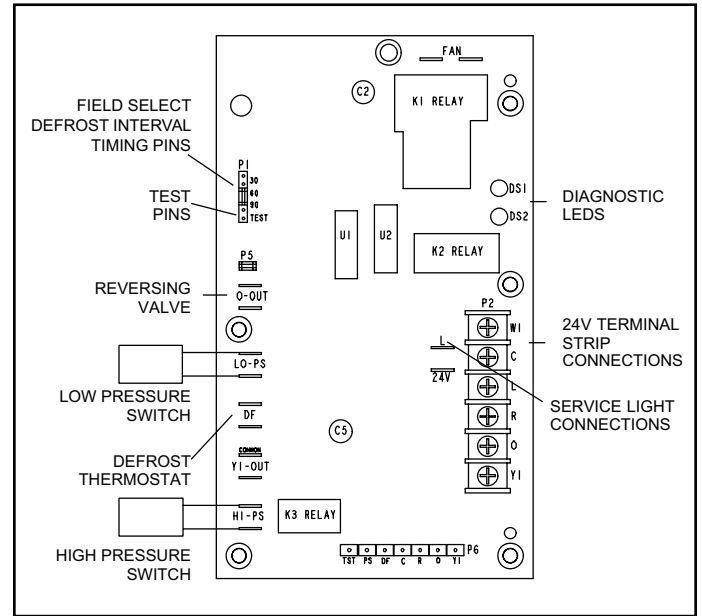 FAN
C2
K1 RELAY
FIELD SELECT
DEFROST INTERVAL
TIMING PINS
P1
30
60
90
TEST
TEST
PINS
DS1
DS2
DIAGNOSTIC
LEDS
U1
U2
K2 RELAY
P5
REVERSING
VALVE
O-OUT
P2
W1
C
L
R
O
Y1
24V TERMINAL
STRIP
CONNECTIONS
L
24V
SERVICE LIGHT
CONNECTIONS
LO-PS
LOW PRESSURE
SWITCH
DF
C5
DEFROST
THERMOSTAT
COMMON
Y1-OUT
HI-PS
K3 RELAY
HIGH PRESSURE
SWITCH
P6
TST PS DF C R O Y1